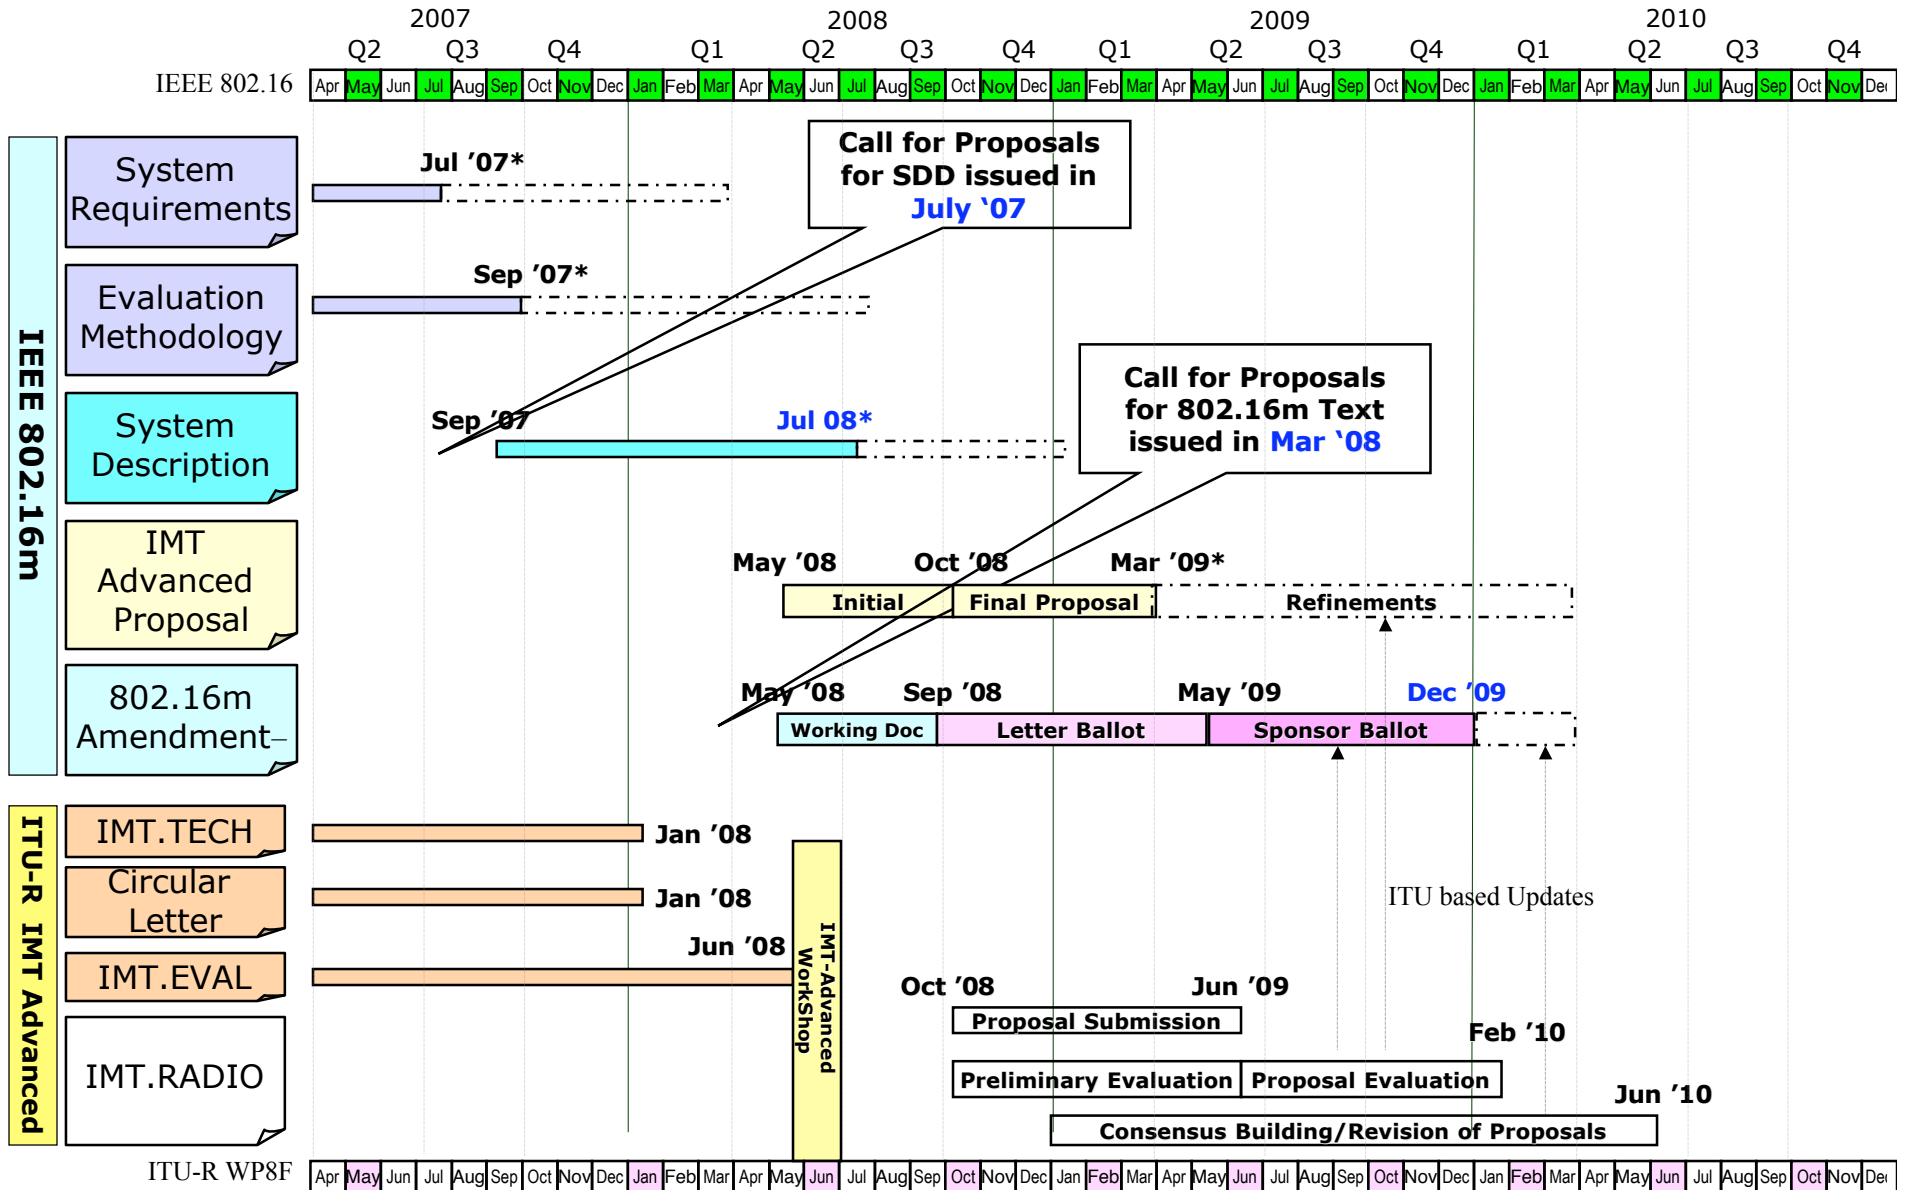 2007 2008 2009 2010
Q2 Q3 Q4 Q1 Q2 Q3 Q4 Q1 Q2 Q3 Q4 Q1 Q2 Q3 Q4
IEEE 802.16 Apr May Jun Jul Aug Sep Oct Nov Dec Jan Feb Mar Apr May Jun Jul Aug Sep Oct Nov Dec Jan Feb Mar Apr May Jun Jul Aug Sep Oct Nov Dec Jan Feb Mar Apr May Jun Jul Aug Sep Oct Nov Dec
IEEE 802.16m
System
Requirements
Jul ’07*
Call for Proposals
for SDD issued in
July ‘07
Evaluation
Methodology
Sep ’07*
System
Description
Sep ’07
Jul 08*
Call for Proposals
for 802.16m Text
issued in Mar ‘08
IMT
Advanced
Proposal
May ’08 Oct ’08 Mar ’09*
Initial Final Proposal Refinements
802.16m
Amendment–
May ’08 Sep ’08 May ’09 Dec ’09
Working Doc Letter Ballot Sponsor Ballot
ITU-R IMT Advanced
IMT.TECH
Jan ’08
Circular
Letter
Jan ’08
ITU based Updates
IMT.EVAL
Jun ’08
IMT-Advanced
WorkShop
IMT.RADIO
Oct ’08 Jun ’09
Proposal Submission
Feb ’10
Preliminary Evaluation Proposal Evaluation
Jun ’10
Consensus Building/Revision of Proposals
ITU-R WP8F Apr May Jun Jul Aug Sep Oct Nov Dec Jan Feb Mar Apr May Jun Jul Aug Sep Oct Nov Dec Jan Feb Mar Apr May Jun Jul Aug Sep Oct Nov Dec Jan Feb Mar Apr May Jun Jul Aug Sep Oct Nov Dec